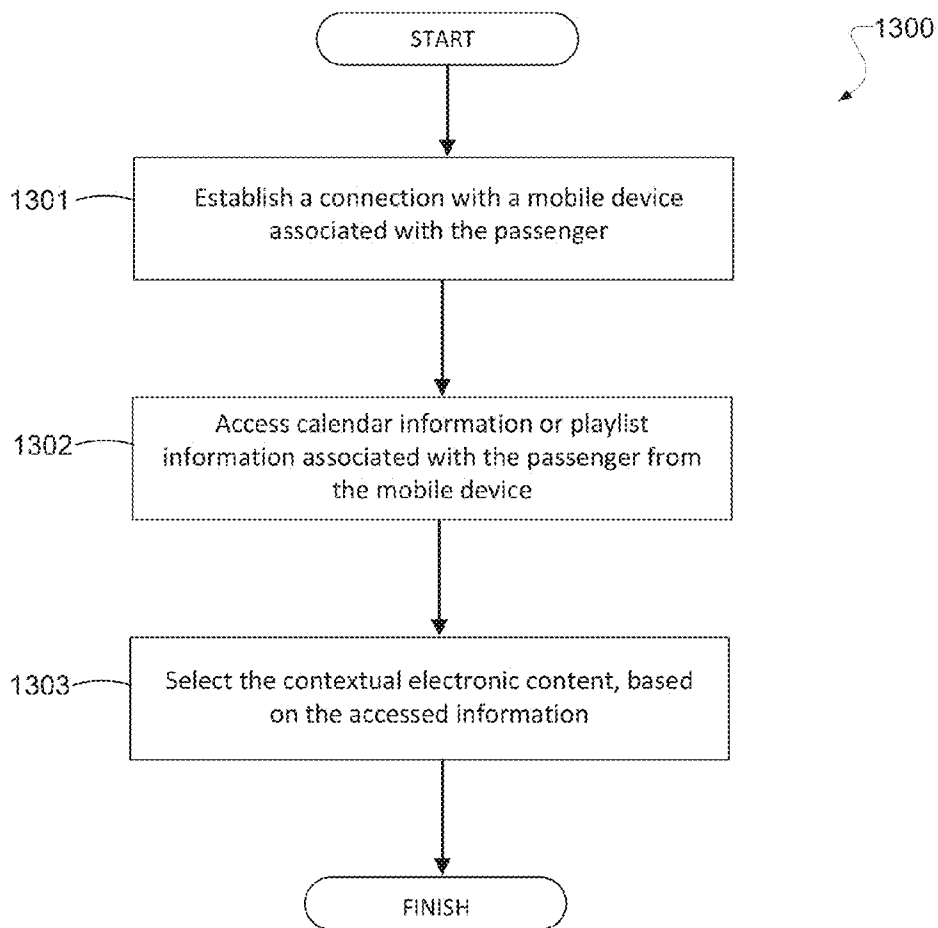 START
1300
1301
Establish a connection with a mobile device
associated with the passenger
1302
Access calendar information or playlist
information associated with the passenger from
the mobile device
1303
Select the contextual electronic content, based
on the accessed information
FINISH